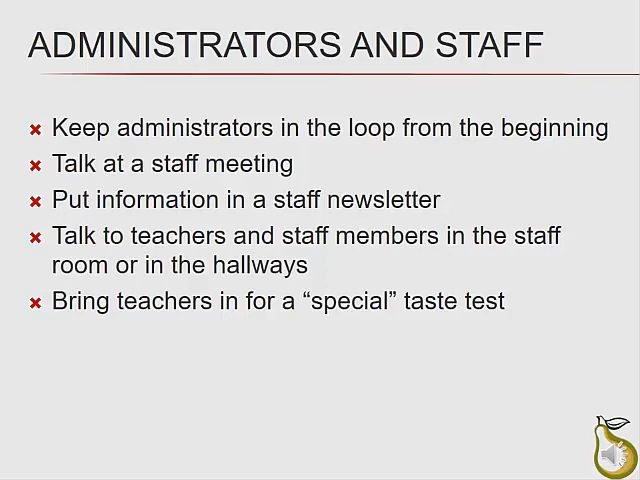 ADMINISTRATORS AND STAFF
Keep administrators in the loop from the beginning
Talk at a staff meeting
Put information in a staff newsletter
Talk to teachers and staff members in the staff
room or in the hallways
Bring teachers in for a “special” taste test